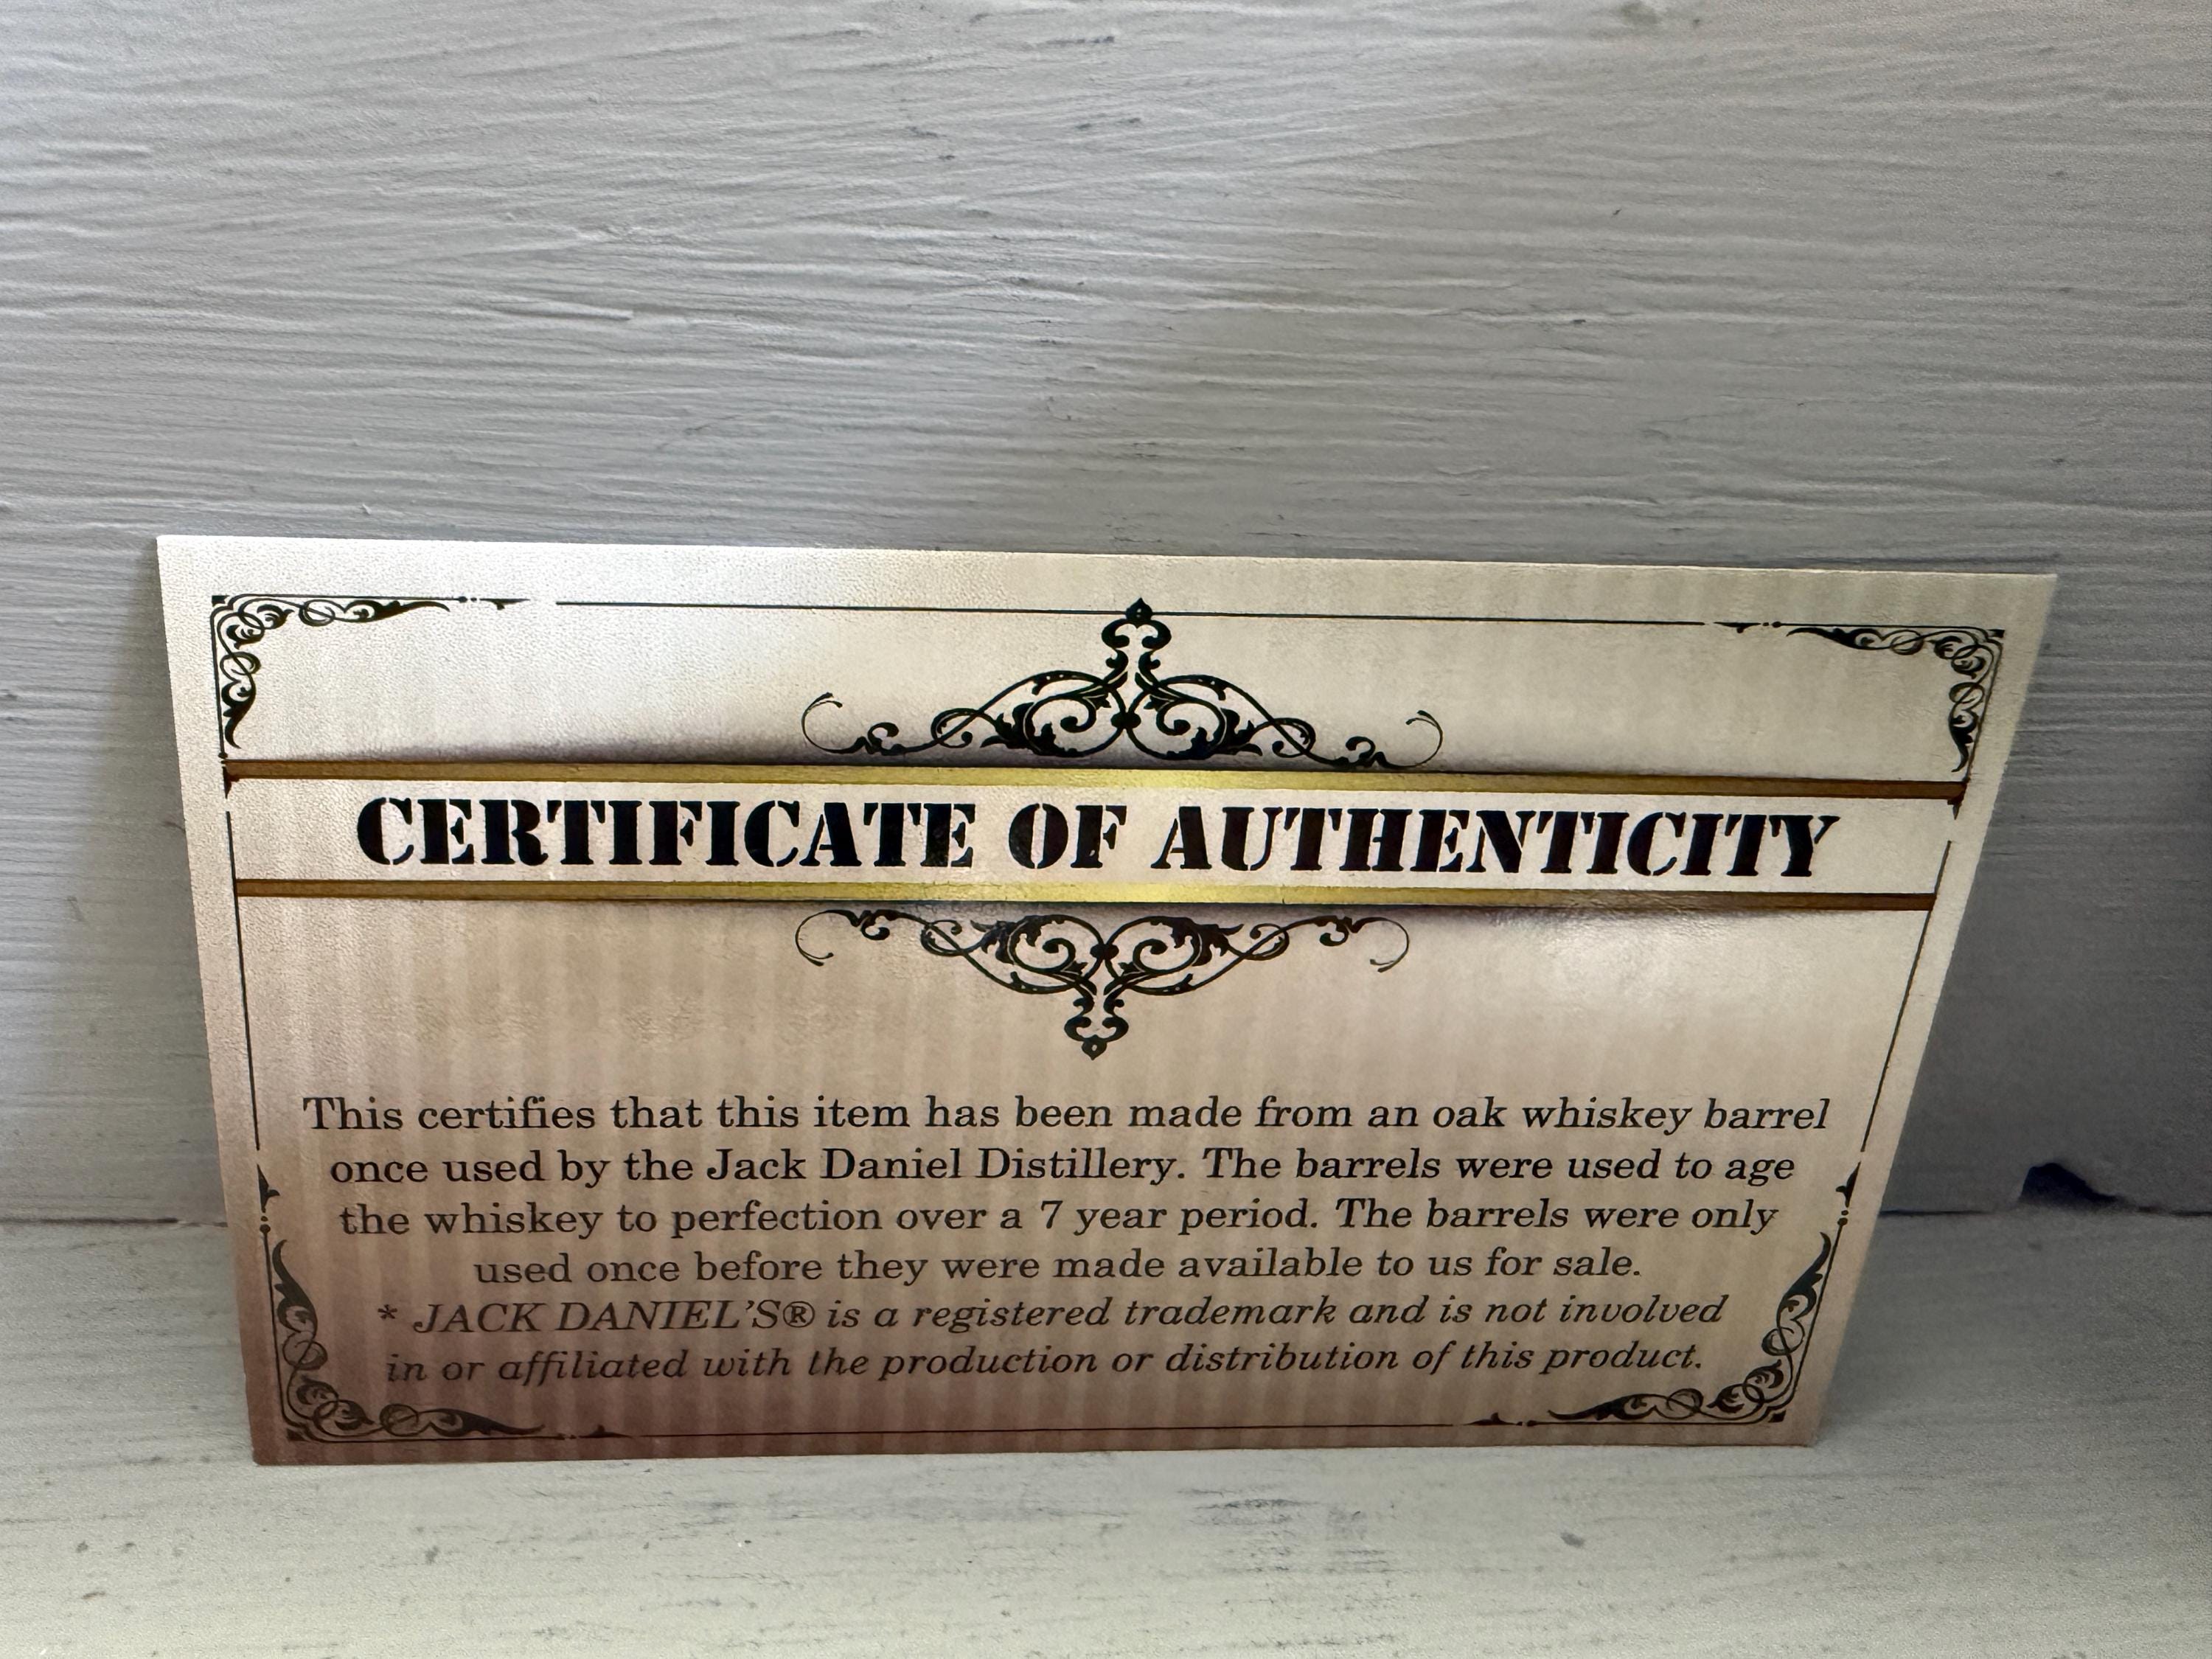 CERTIFICATE OF AUTHENTICITY
This certifies that this item has been made from an oak whiskey barrel
once used by the Jack Daniel Distillery. The barrels were used to age
the whiskey to perfection over a 7 year period. The barrels were only
used once before they were made available to us for sale.
* JACK DANIEL'S® is a registered trademark and is not involved
in or affiliated with the production or distribution of this product.